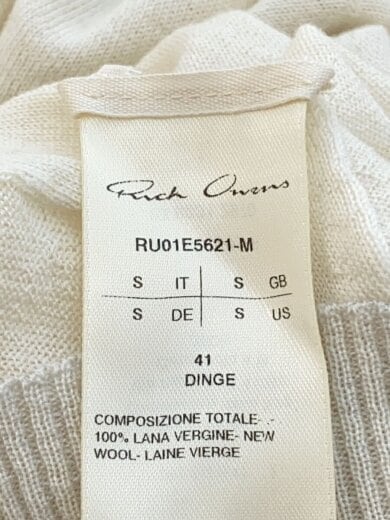 Rick Owens
RU01E5621-M
S IT S GB
S DE S US
41
DINGE
COMPOSIZIONE TOTALE- .-
100% LANA VERGINE- NEW
WOOL- LAINE VIERGE